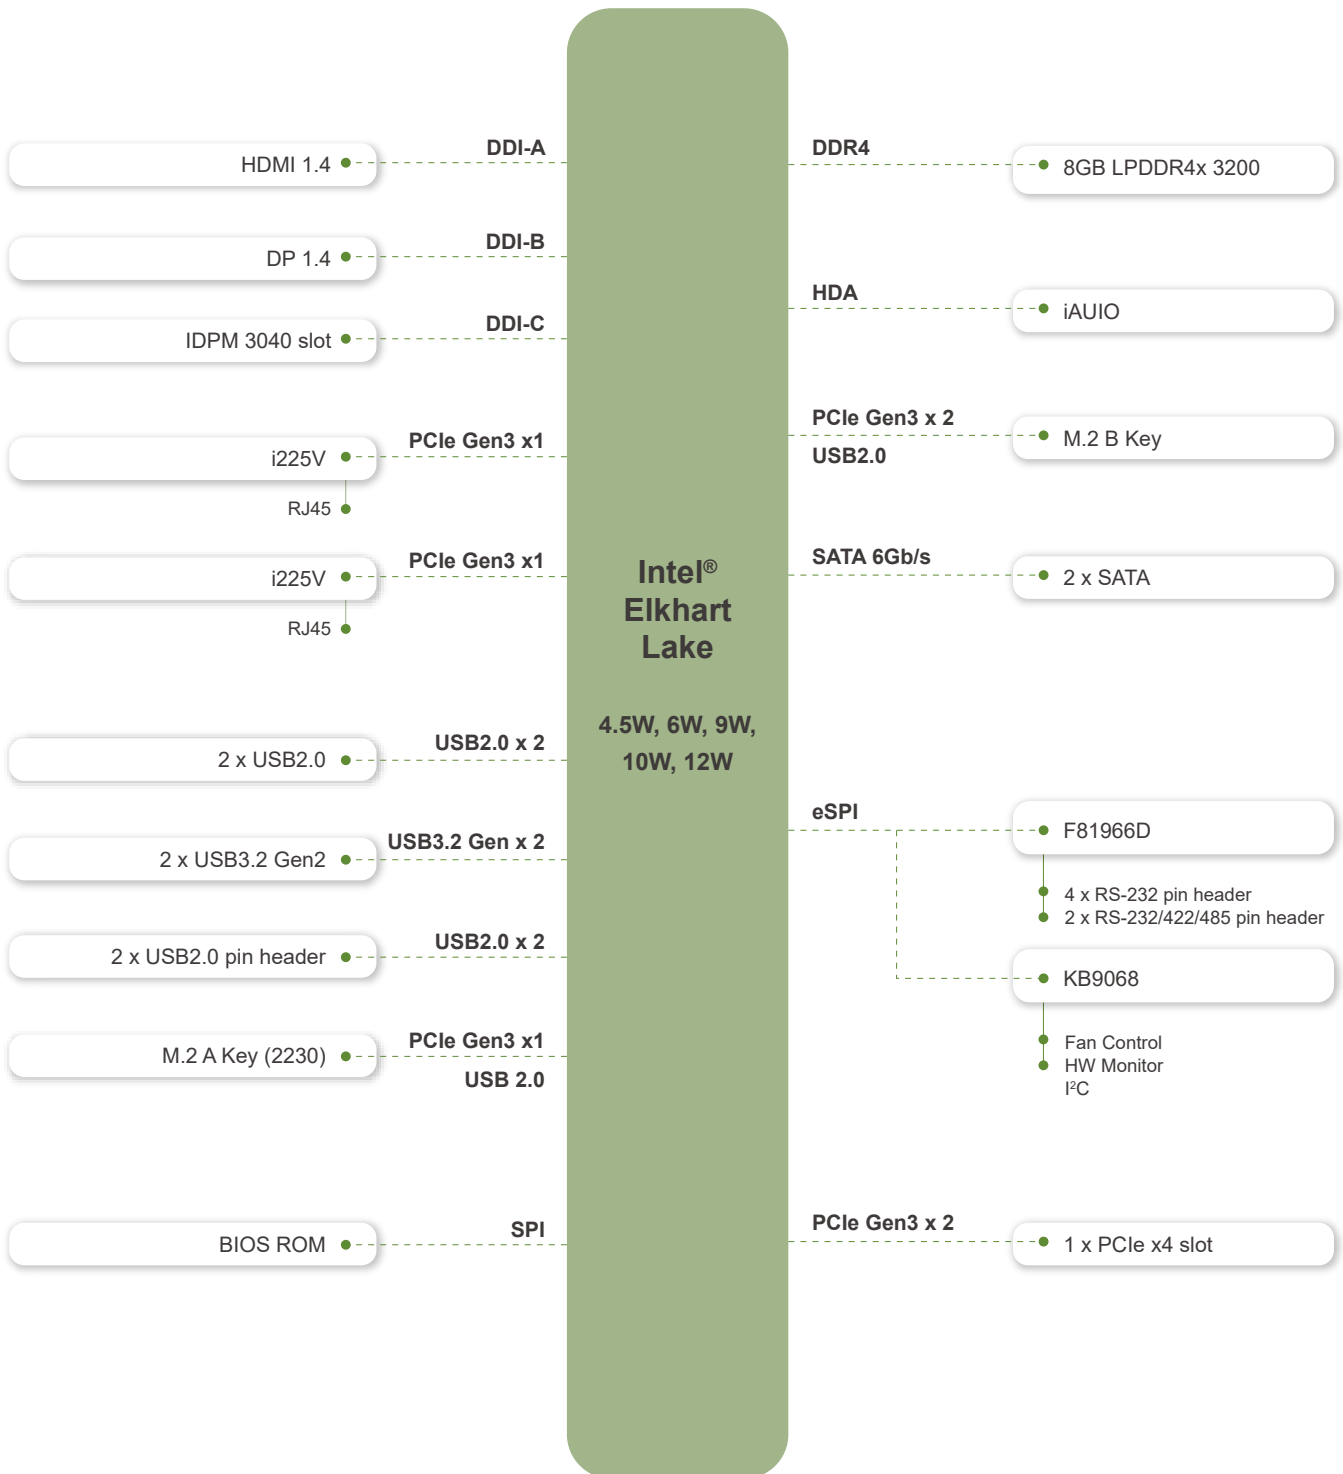 DDI-A
HDMI 1.4
DDI-B
DP 1.4
DDI-C
IDPM 3040 slot
PCIe Gen3 x1
i225V
RJ45
PCIe Gen3 x1
i225V
RJ45
USB2.0 x 2
2 x USB2.0
USB3.2 Gen x 2
2 x USB3.2 Gen2
USB2.0 x 2
2 x USB2.0 pin header
PCIe Gen3 x1
M.2 A Key (2230)
USB 2.0
SPI
BIOS ROM
Intel®
Elkhart
Lake
4.5W, 6W, 9W,
10W, 12W
DDR4
8GB LPDDR4x 3200
HDA
iAUIO
PCIe Gen3 x 2
M.2 B Key
USB2.0
SATA 6Gb/s
2 x SATA
eSPI
F81966D
4 x RS-232 pin header
2 x RS-232/422/485 pin header
KB9068
Fan Control
HW Monitor
I²C
PCIe Gen3 x 2
1 x PCIe x4 slot